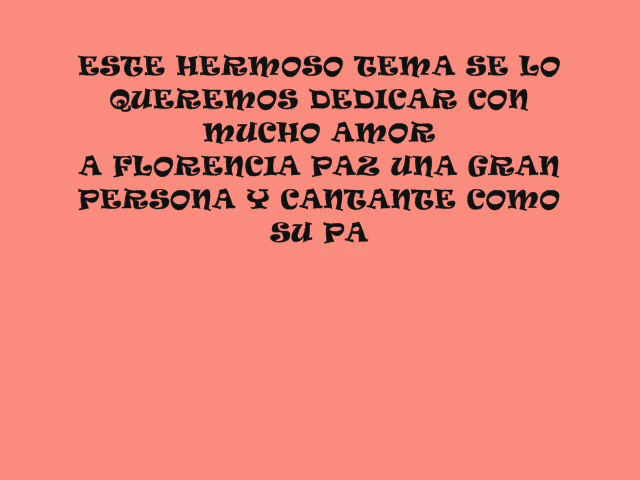 ESTE HERMOSO TEMA SE LO
QUEREMOS DEDICAR CON
MUCHO AMOR
A FLORENCIA PAZ UNA GRAN
PERSONA Y CANTANTE COMO
SU PA